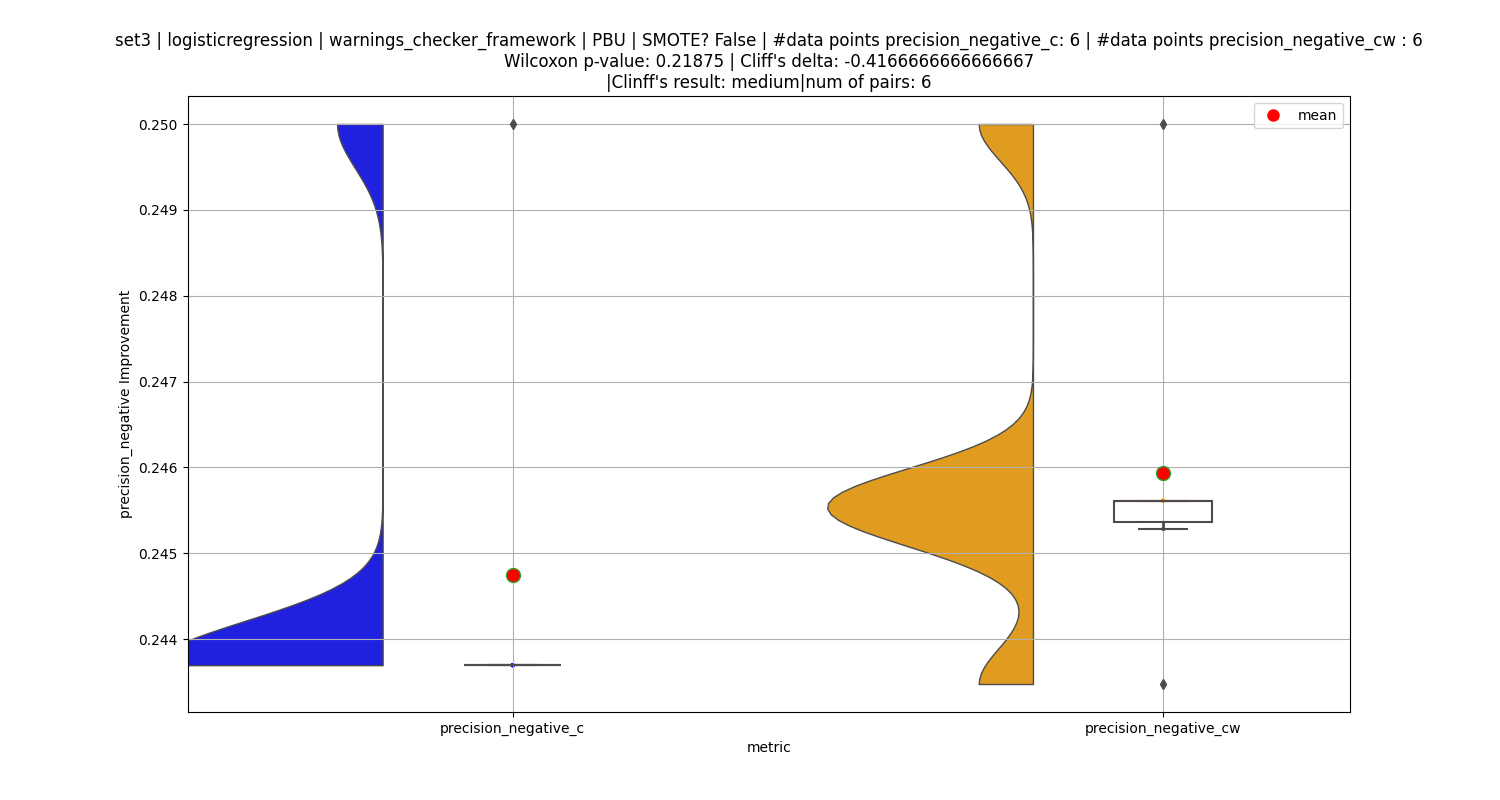 set3 | logisticregression | warnings_checker_framework | PBU | SMOTE? False | #data points precision_negative_c: 6 | #data points precision_negative_cw : 6
Wilcoxon p-value: 0.21875 | Cliff's delta: -0.4166666666666667
|Clinff's result: medium|num of pairs: 6
mean
0.250
0.249
0.248
0.247
0.246
0.245
0.244
precision_negative Improvement
precision_negative_c
precision_negative_cw
metric